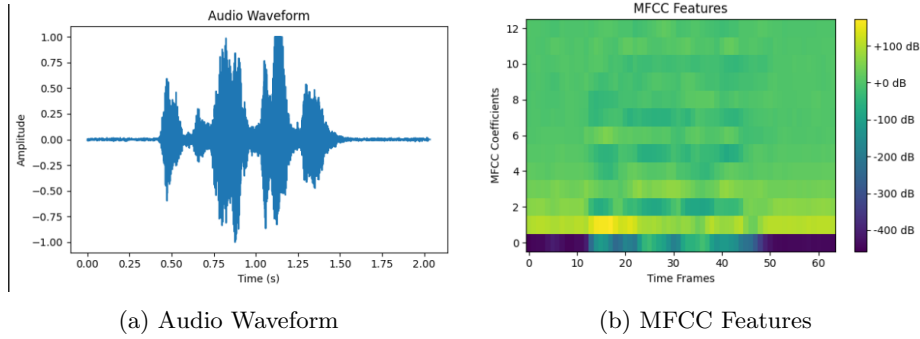 Audio Waveform
1.00
0.75
0.50
0.25
0.00
−0.25
−0.50
−0.75
−1.00
Amplitude
0.00 0.25 0.50 0.75 1.00 1.25 1.50 1.75 2.00
Time (s)
(a) Audio Waveform
MFCC Features
12
10
8
6
4
2
0
MFCC Coefficients
0 10 20 30 40 50 60
Time Frames
+100 dB
+0 dB
-100 dB
-200 dB
-300 dB
-400 dB
(b) MFCC Features